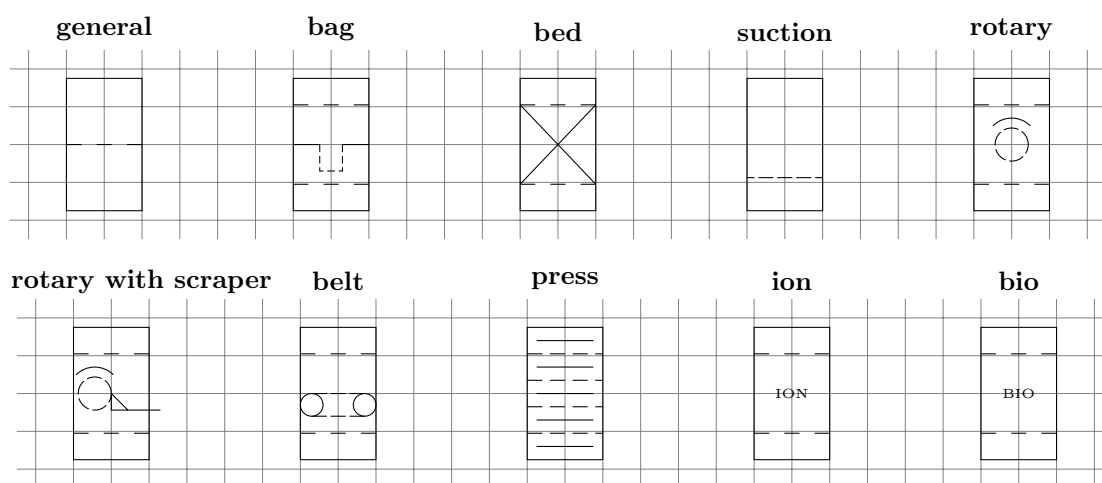 general bag bed suction rotary
rotary with scraper belt press ion bio
ION BIO